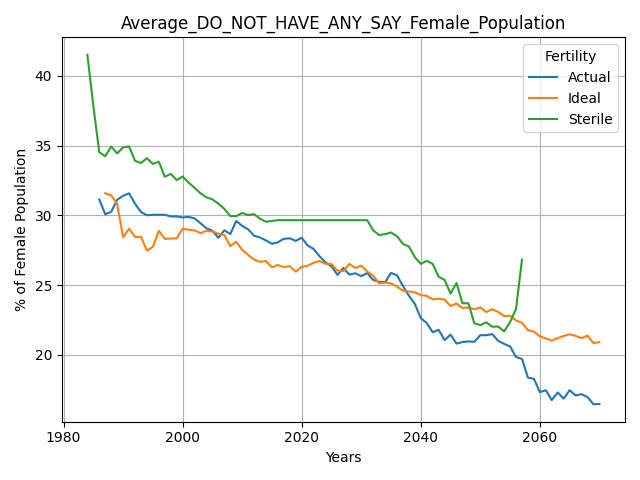 Average_DO_NOT_HAVE_ANY_SAY_Female_Population
Fertility
Actual
Ideal
Sterile
% of Female Population
40
35
30
25
20
1980
2000
2020
2040
2060
Years